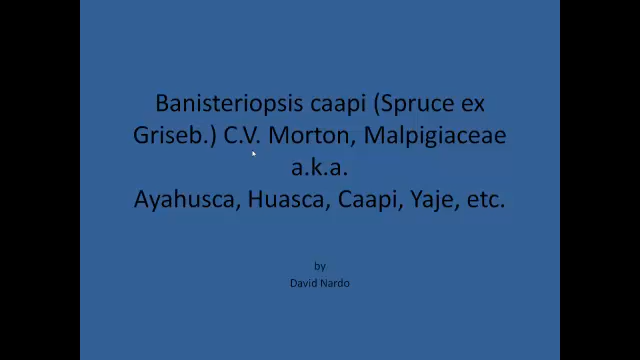 Banisteriopsis caapi (Spruce ex
Griseb.) C.V. Morton, Malpigiaceae
a.k.a.
Ayahusca, Huasca, Caapi, Yaje, etc.
by
David Nardo